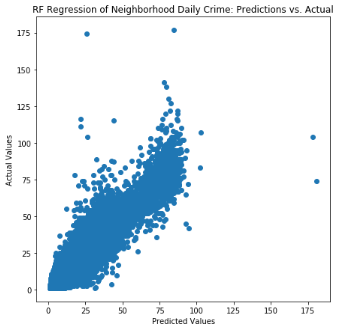 RF Regression of Neighborhood Daily Crime: Predictions vs. Actual
175
150
125
100
75
50
25
0
Actual Values
0 25 50 75 100 125 150 175
Predicted Values